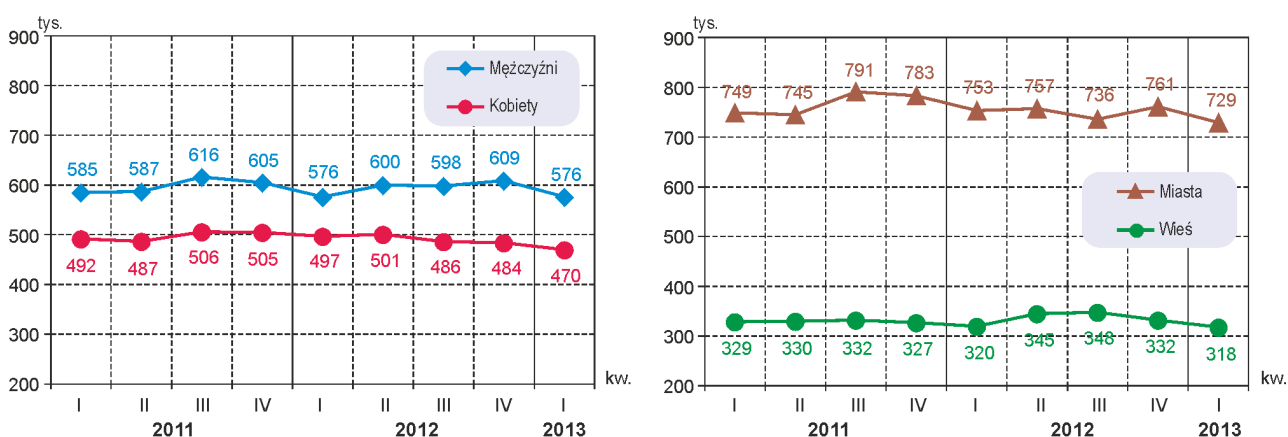 tys.
900
800
700
600
500
400
300
200
Mężczyźni
Kobiety
585 587 616 605 576 600 598 609 576
492 487 506 505 497 501 486 484 470
kw.
I II III IV I II III IV I
2011 2012 2013
tys.
900
800
700
600
500
400
300
200
749 745 791 783 753 757 736 761 729
Miasta
Wieś
329 330 332 327 320 345 348 332 318
kw.
I II III IV I II III IV I
2011 2012 2013